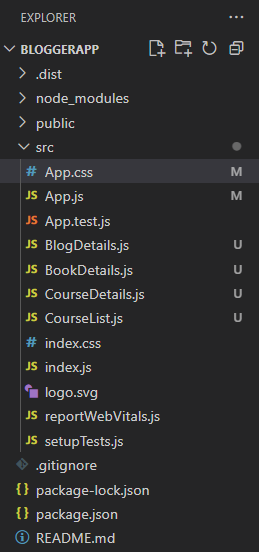 EXPLORER
BLOGGERAPP
.dist
node_modules
public
src
# App.css M
JS App.js M
JS App.test.js
JS BlogDetails.js U
JS BookDetails.js U
JS CourseDetails.js U
JS CourseList.js U
# index.css
JS index.js
logo.svg
JS reportWebVitals.js
JS setupTests.js
.gitignore
{} package-lock.json
{} package.json
README.md